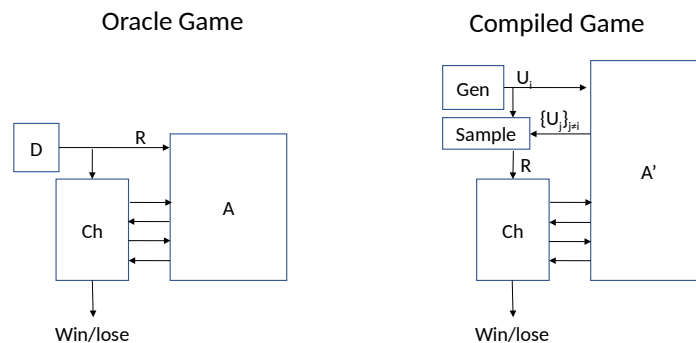 Oracle Game
D
R
Ch
A
Win/lose
Compiled Game
Gen
Uᵢ
Sample
{Uⱼ}ⱼ≠ᵢ
R
Ch
A’
Win/lose